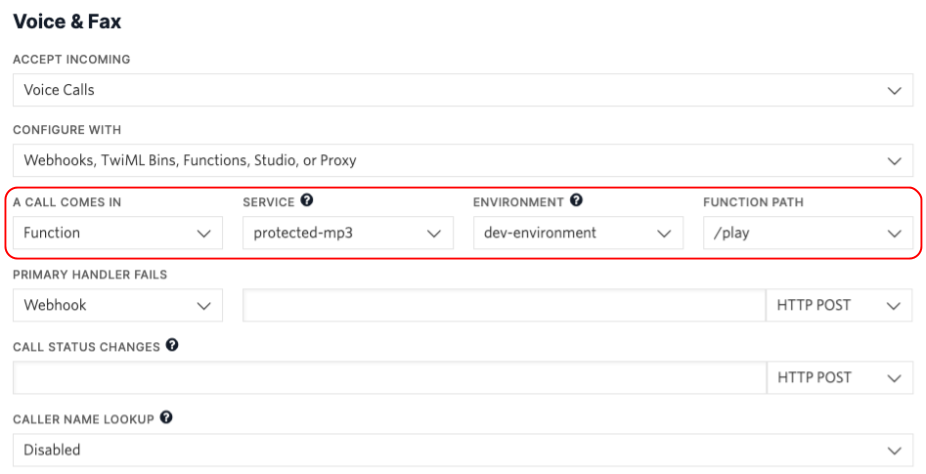 Voice & Fax
ACCEPT INCOMING
Voice Calls
CONFIGURE WITH
Webhooks, TwiML Bins, Functions, Studio, or Proxy
A CALL COMES IN SERVICE ? ENVIRONMENT ? FUNCTION PATH
Function protected-mp3 dev-environment /play
PRIMARY HANDLER FAILS
Webhook HTTP POST
CALL STATUS CHANGES ?
HTTP POST
CALLER NAME LOOKUP ?
Disabled